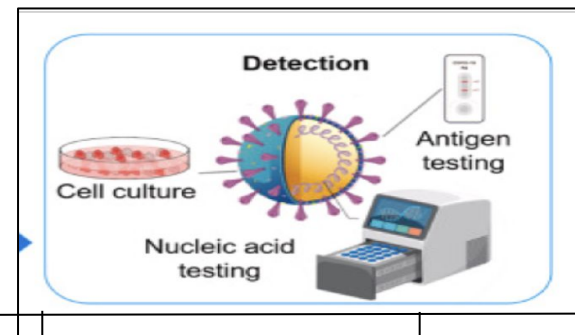 Detection
Antigen
testing
Cell culture
Nucleic acid
testing